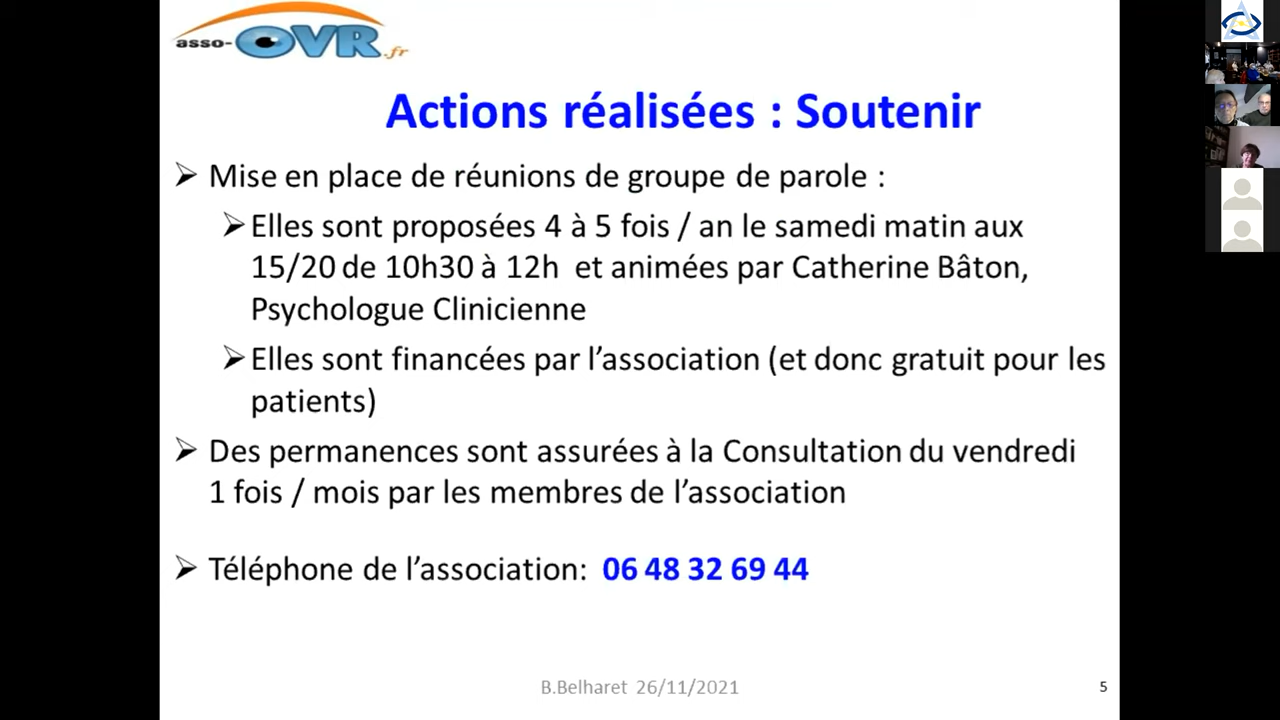 asso-OVR.fr
Actions réalisées : Soutenir
➢ Mise en place de réunions de groupe de parole :
➢Elles sont proposées 4 à 5 fois / an le samedi matin aux
15/20 de 10h30 à 12h et animées par Catherine Bâton,
Psychologue Clinicienne
➢Elles sont financées par l’association (et donc gratuit pour les
patients)
➢ Des permanences sont assurées à la Consultation du vendredi
1 fois / mois par les membres de l’association
➢ Téléphone de l’association: 06 48 32 69 44
B.Belharet 26/11/2021
5